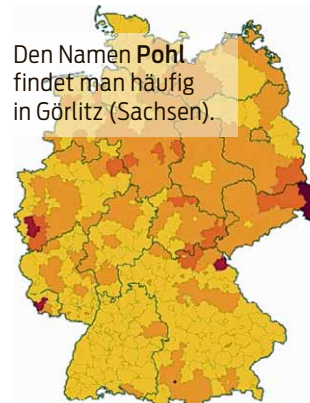 Den Namen Pohl
findet man häufig
in Görlitz (Sachsen).